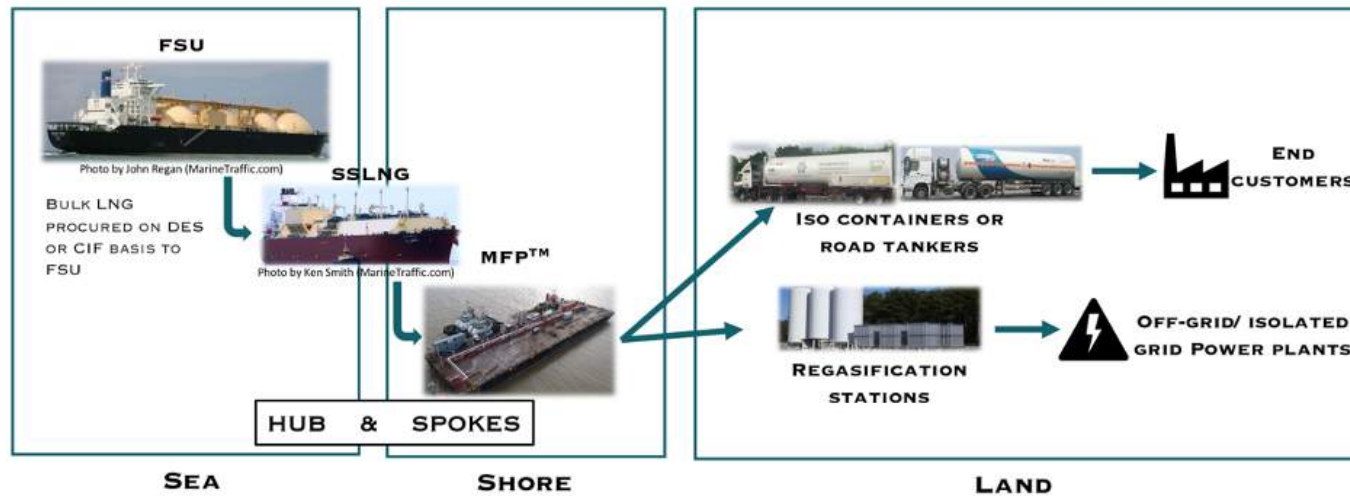 FSU
Photo by John Regan (MarineTraffic.com)
SSLNG
Bulk LNG
procured on DES
or CIF basis to
FSU
Photo by Ken Smith (MarineTraffic.com)
MFP™
HUB & SPOKES
Iso containers or
road tankers
End
customers
Regasification
stations
Off-grid/ isolated
grid Power plants
Sea
Shore
Land